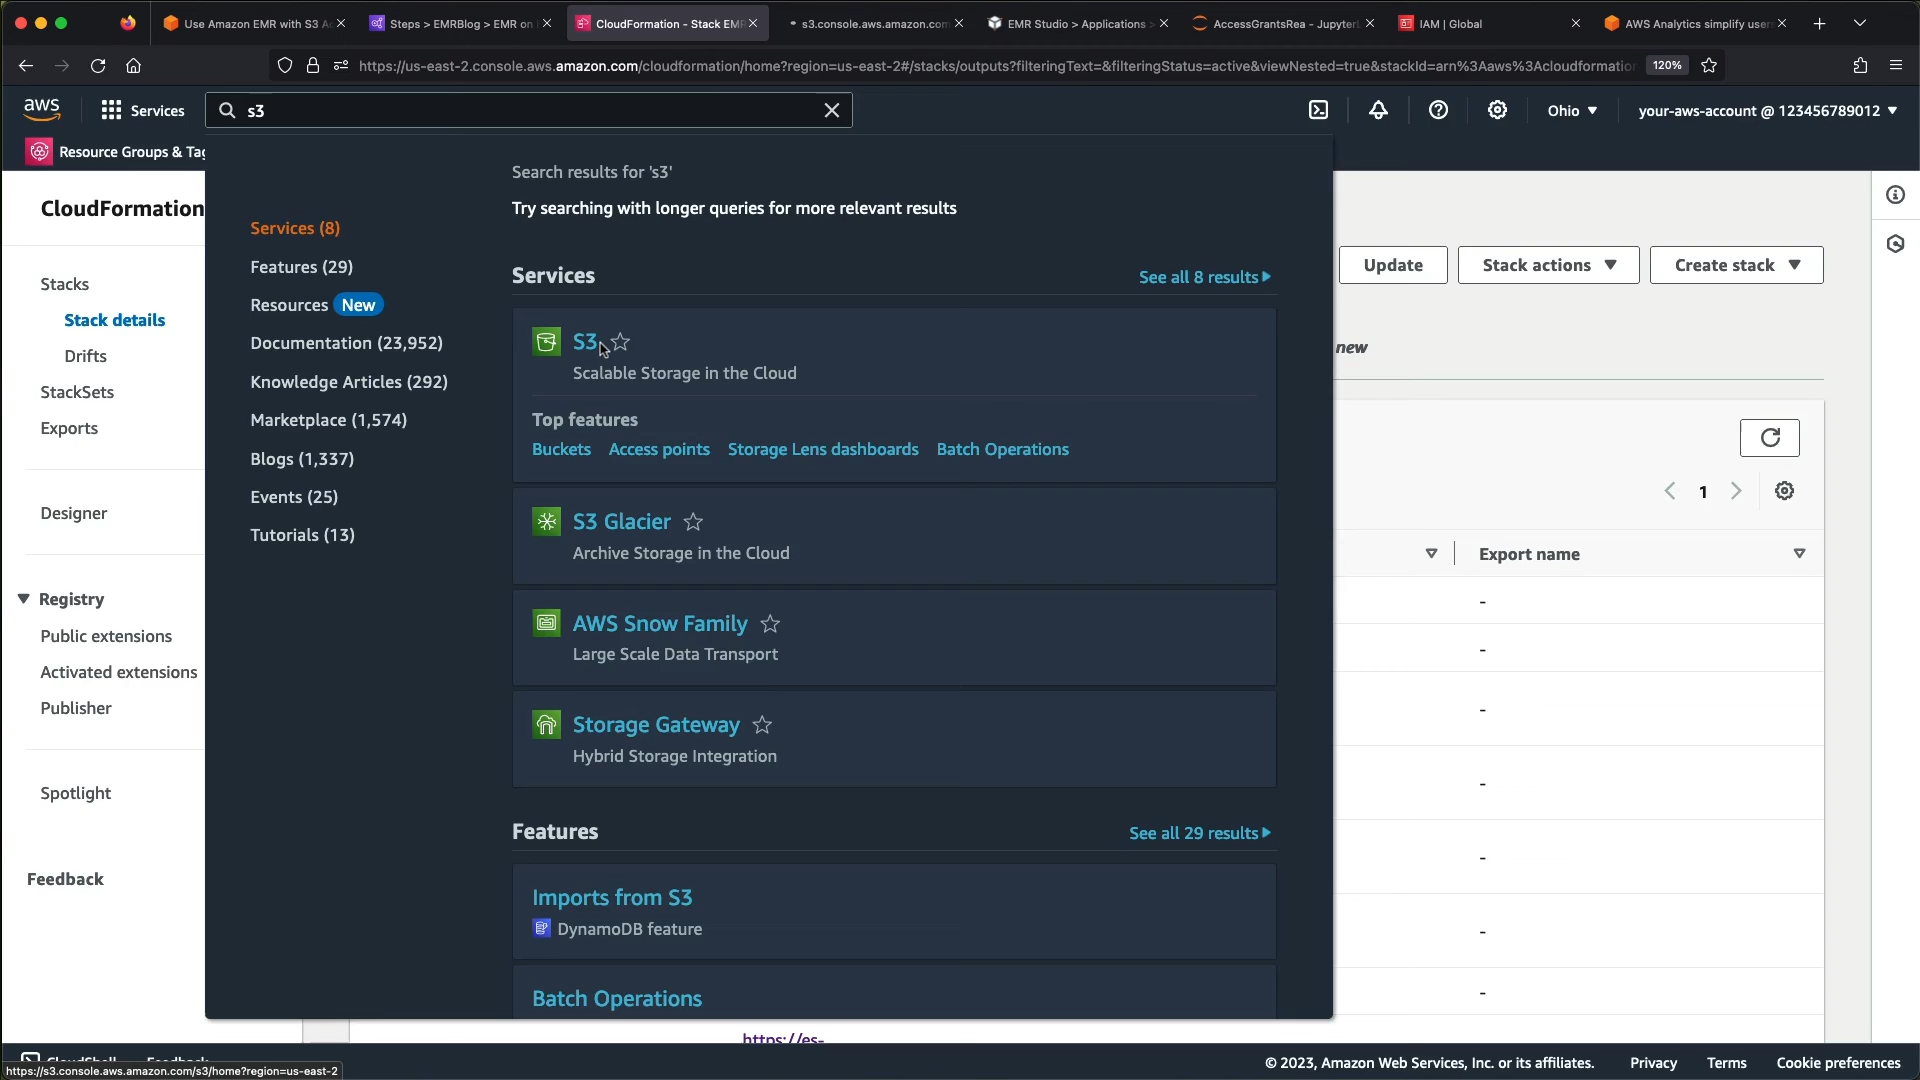 Use Amazon EMR with S3 Ac
Steps > EMRBlog > EMR on
CloudFormation - Stack EMR
s3.console.aws.amazon.com
EMR Studio > Applications >
AccessGrantsRea - JupyterL
IAM | Global
AWS Analytics simplify users
https://us-east-2.console.aws.amazon.com/cloudformation/home?region=us-east-2#/stacks/outputs?filteringText=&filteringStatus=active&viewNested=true&stackId=arn%3Aaws%3Acloudformation
120%
aws
Services
s3
Ohio
your-aws-account @ 123456789012
Resource Groups & Tag
CloudFormation
Stacks
Stack details
Drifts
StackSets
Exports
Designer
Registry
Public extensions
Activated extensions
Publisher
Spotlight
Feedback
Services (8)
Features (29)
Resources New
Documentation (23,952)
Knowledge Articles (292)
Marketplace (1,574)
Blogs (1,337)
Events (25)
Tutorials (13)
Search results for 's3'
Try searching with longer queries for more relevant results
Services
See all 8 results
S3
Scalable Storage in the Cloud
Top features
Buckets Access points Storage Lens dashboards Batch Operations
S3 Glacier
Archive Storage in the Cloud
AWS Snow Family
Large Scale Data Transport
Storage Gateway
Hybrid Storage Integration
Features
See all 29 results
Imports from S3
DynamoDB feature
Batch Operations
Update
Stack actions
Create stack
new
1
Export name
-
-
-
-
-
-
-
https://es-
CloudShell Feedback
https://s3.console.aws.amazon.com/s3/home?region=us-east-2
© 2023, Amazon Web Services, Inc. or its affiliates.
Privacy
Terms
Cookie preferences